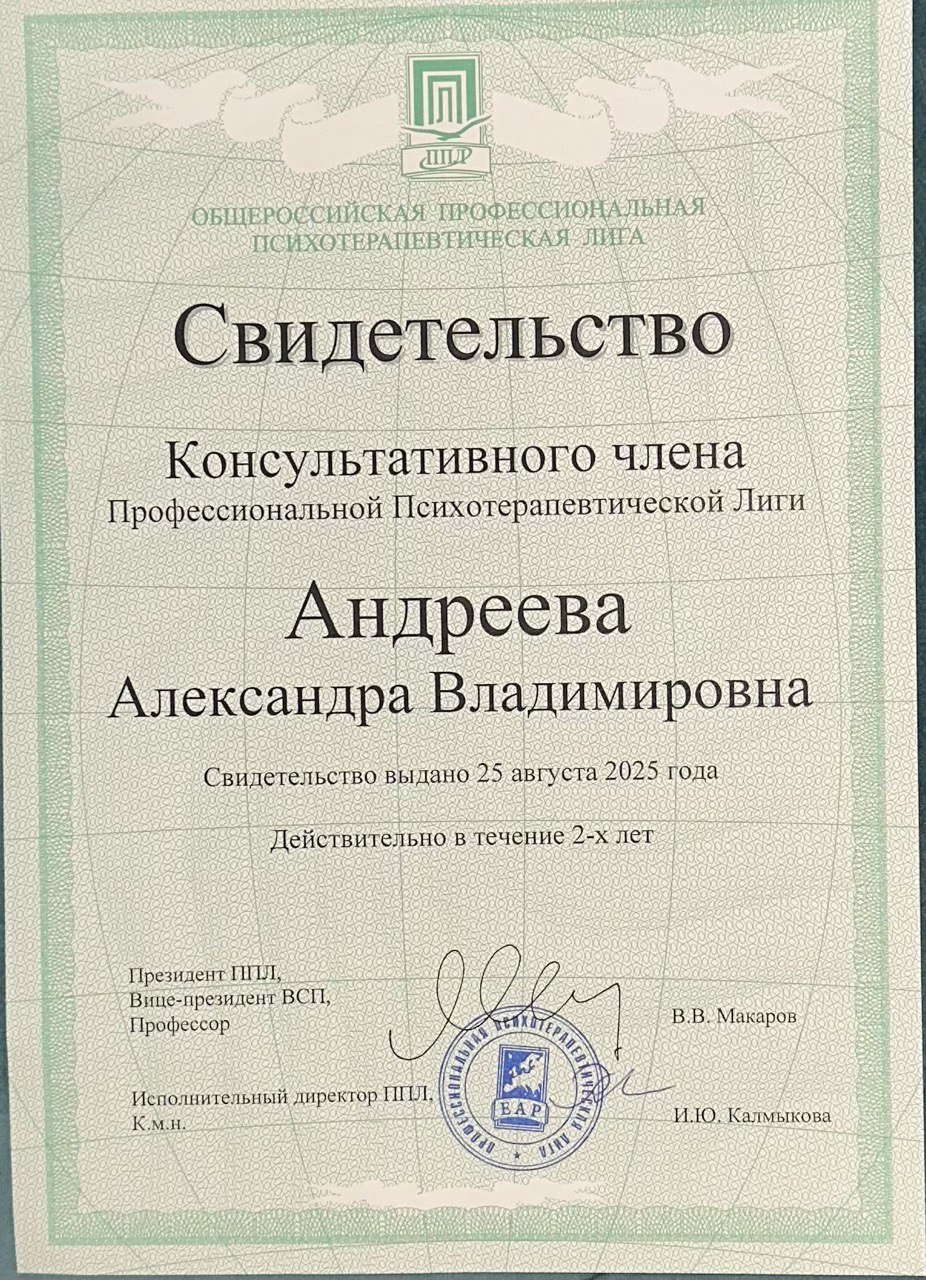 ППЛ
ОБЩЕРОССИЙСКАЯ ПРОФЕССИОНАЛЬНАЯ
ПСИХОТЕРАПЕВТИЧЕСКАЯ ЛИГА
Свидетельство
Консультативного члена
Профессиональной Психотерапевтической Лиги
Андреева
Александра Владимировна
Свидетельство выдано 25 августа 2025 года
Действительно в течение 2-х лет
Президент ППЛ,
Вице-президент ВСП,
Профессор
В.В. Макаров
Исполнительный директор ППЛ,
К.м.н.
И.Ю. Калмыкова
ПРОФЕССИОНАЛЬНАЯ ПСИХОТЕРАПЕВТИЧЕСКАЯ ЛИГА
EAP